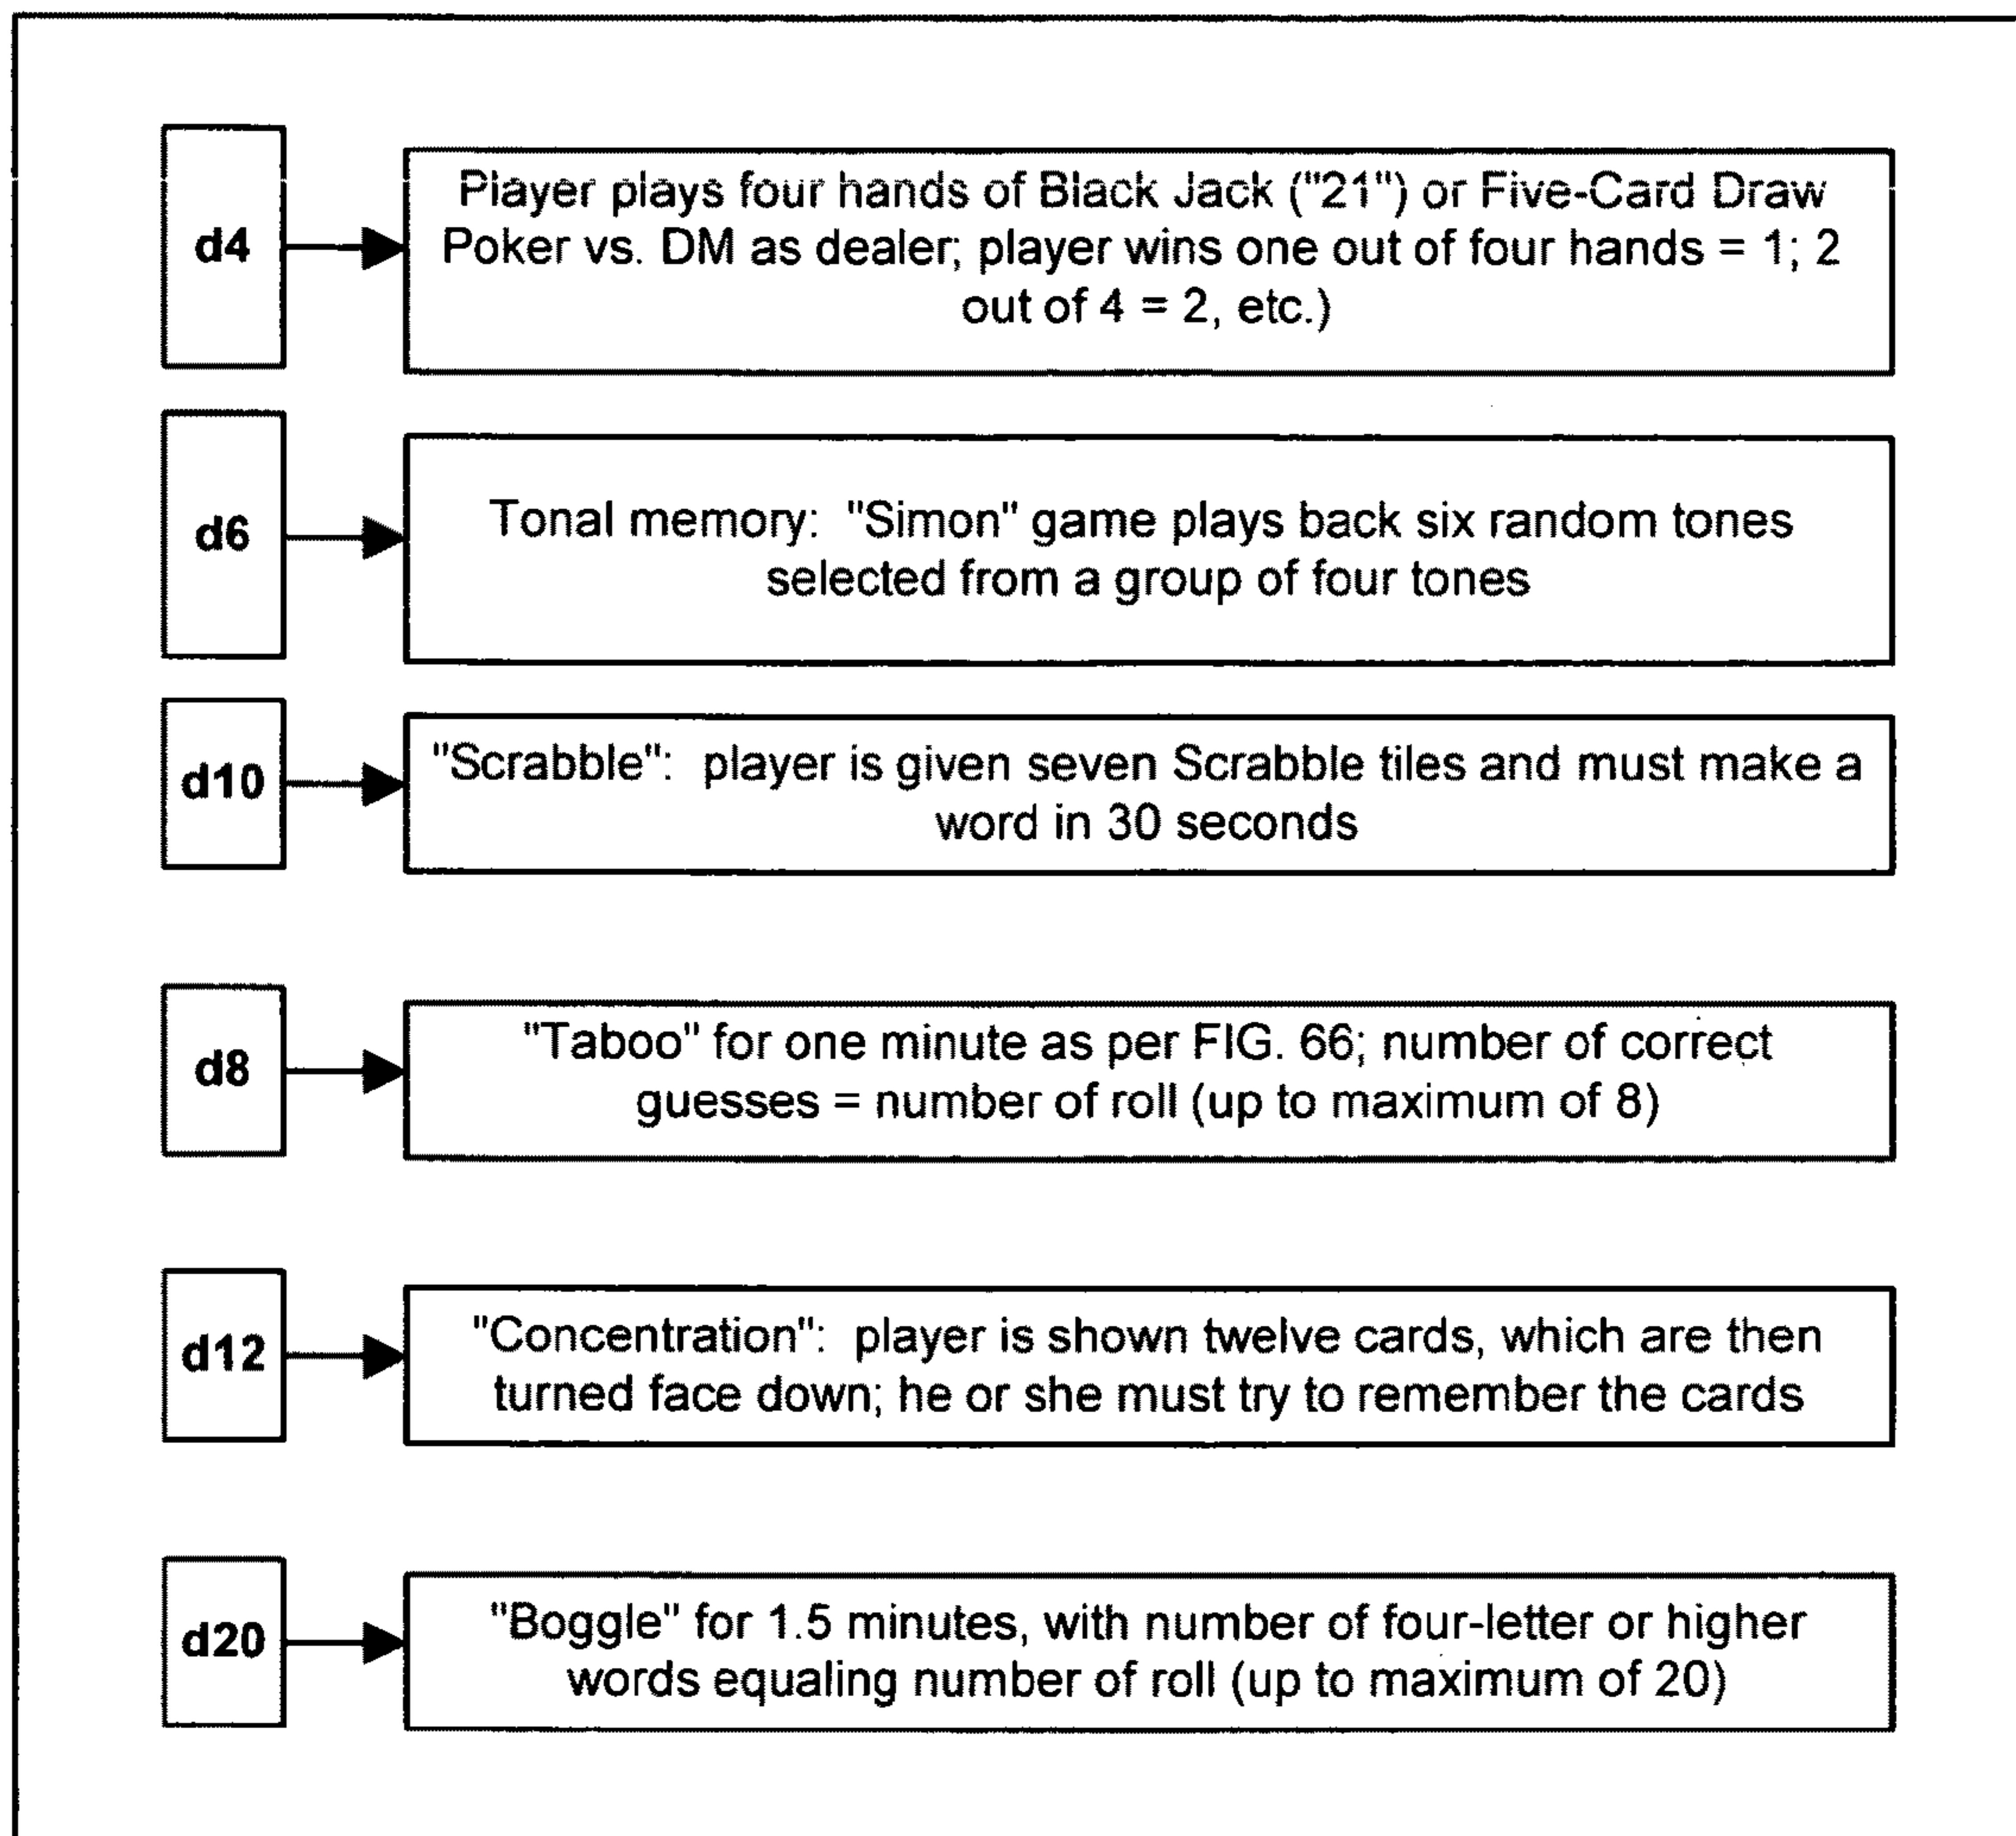 d4
Player plays four hands of Black Jack ("21") or Five-Card Draw
Poker vs. DM as dealer; player wins one out of four hands = 1; 2
out of 4 = 2, etc.)
d6
Tonal memory:  "Simon" game plays back six random tones
selected from a group of four tones
d10
"Scrabble":  player is given seven Scrabble tiles and must make a
word in 30 seconds
d8
"Taboo" for one minute as per FIG. 66; number of correct
guesses = number of roll (up to maximum of 8)
d12
"Concentration":  player is shown twelve cards, which are then
turned face down; he or she must try to remember the cards
d20
"Boggle" for 1.5 minutes, with number of four-letter or higher
words equaling number of roll (up to maximum of 20)